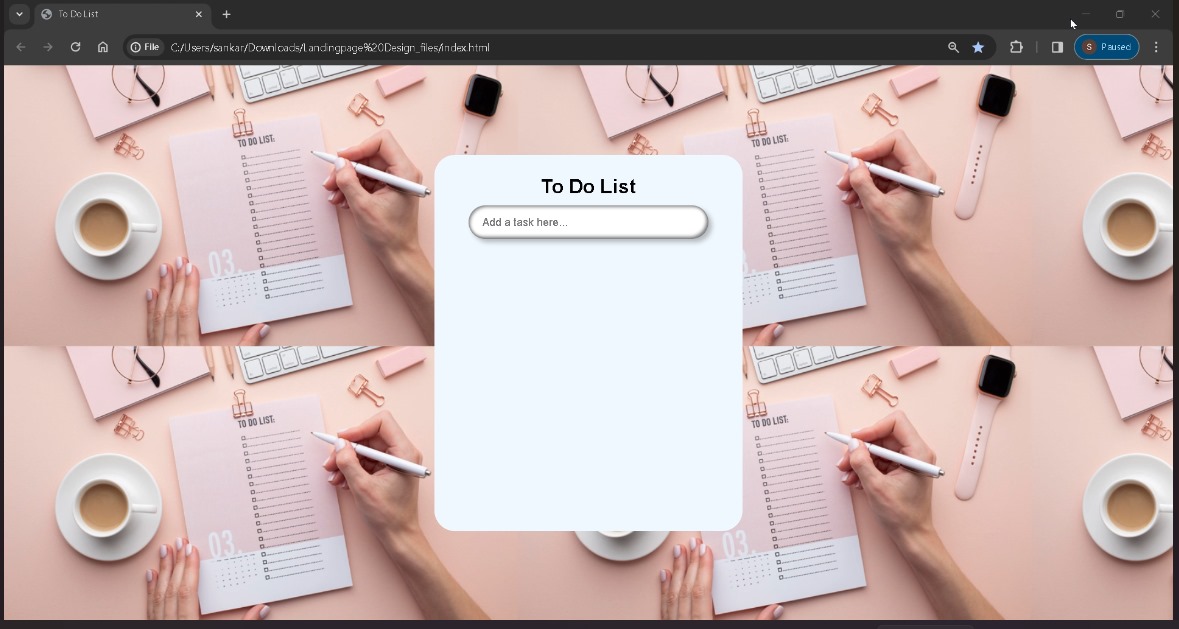 To Do List
File
C:/Users/sankar/Downloads/Landingpage%20Design_files/index.html
S
Paused
TO DO LIST:
TO DO LIST:
To Do List
Add a task here...
03.
3.
TO DO LIST:
TO DO LIST:
03.
03.